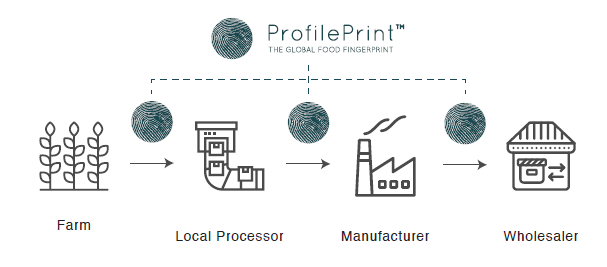 ProfilePrint™
THE GLOBAL FOOD FINGERPRINT
Farm
Local Processor
Manufacturer
Wholesaler